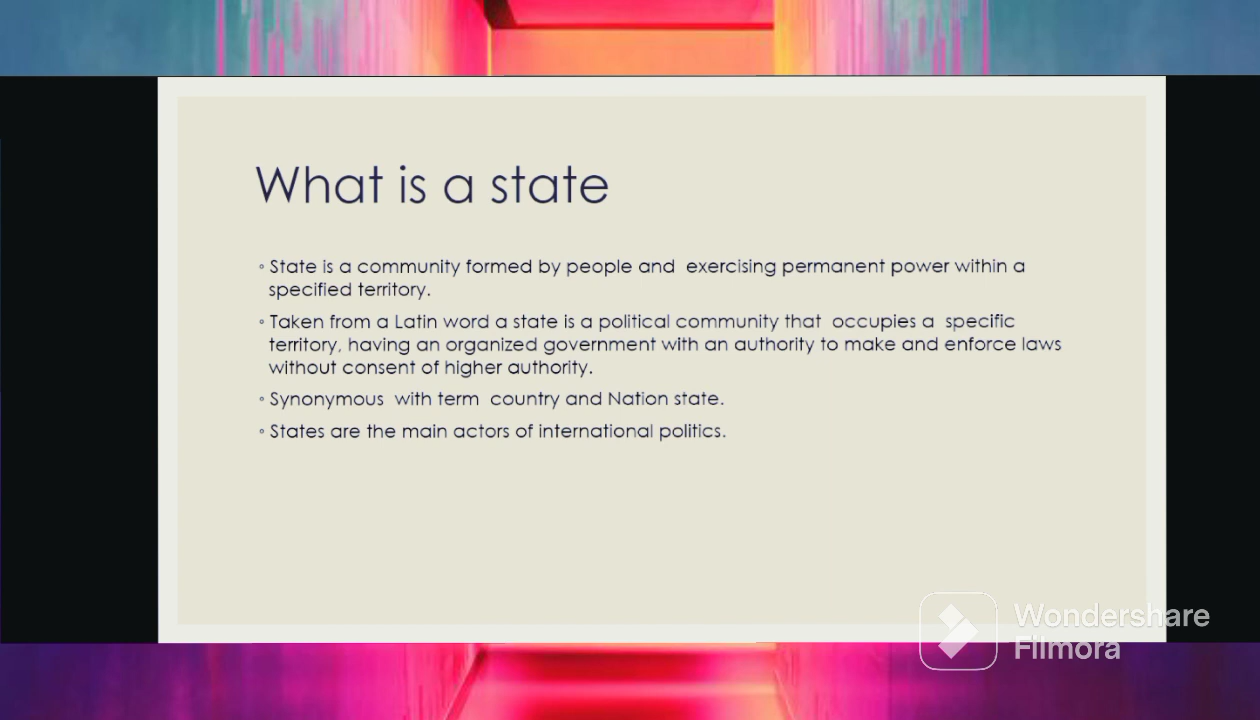 What is a state
◦ State is a community formed by people and  exercising permanent power within a
specified territory.
◦ Taken from a Latin word a state is a political community that  occupies a  specific
territory, having an organized government with an authority to make and enforce laws
without consent of higher authority.
◦ Synonymous  with term  country and Nation state.
◦ States are the main actors of international politics.
Wondershare
Filmora